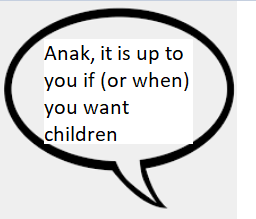 Anak, it is up to
you if (or when)
you want
children